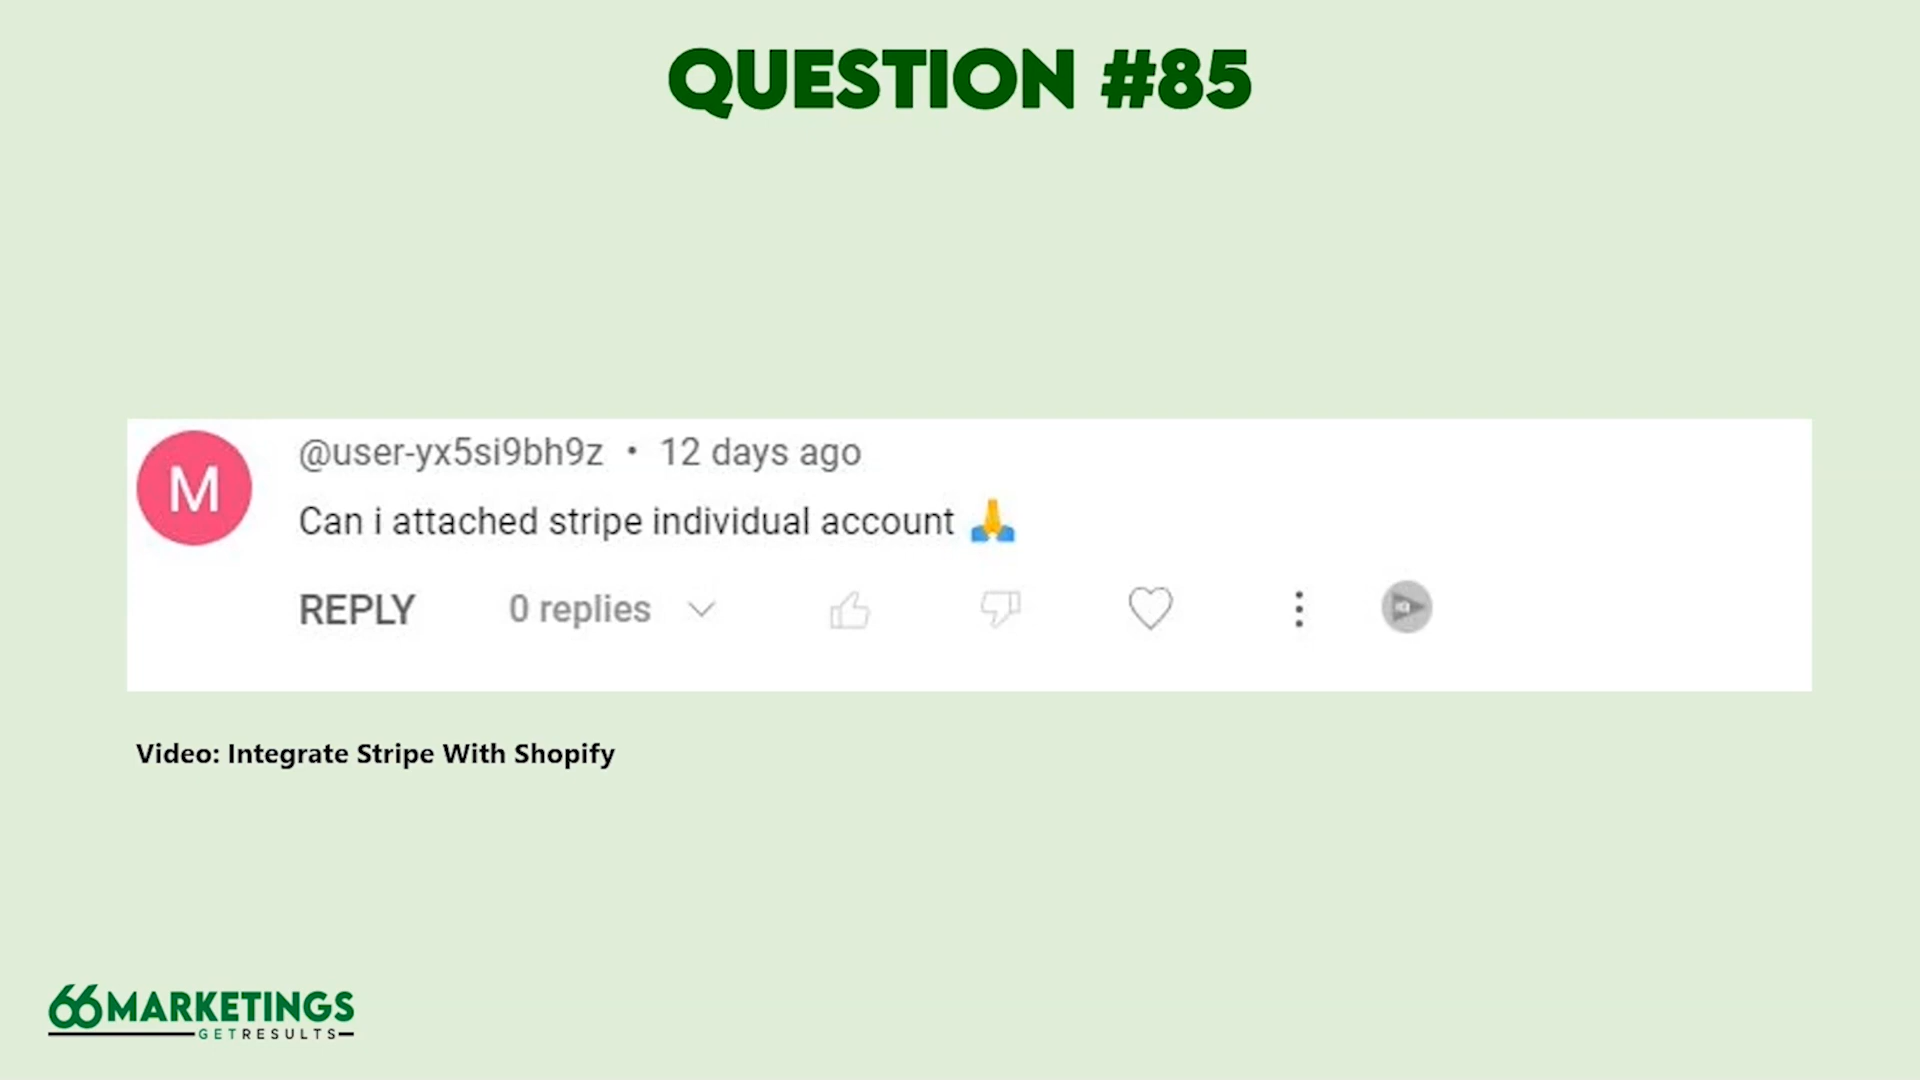 QUESTION #85
M
@user-yx5si9bh9z • 12 days ago
Can i attached stripe individual account 🙏
REPLY 0 replies
Video: Integrate Stripe With Shopify
66MARKETINGS
GETRESULTS